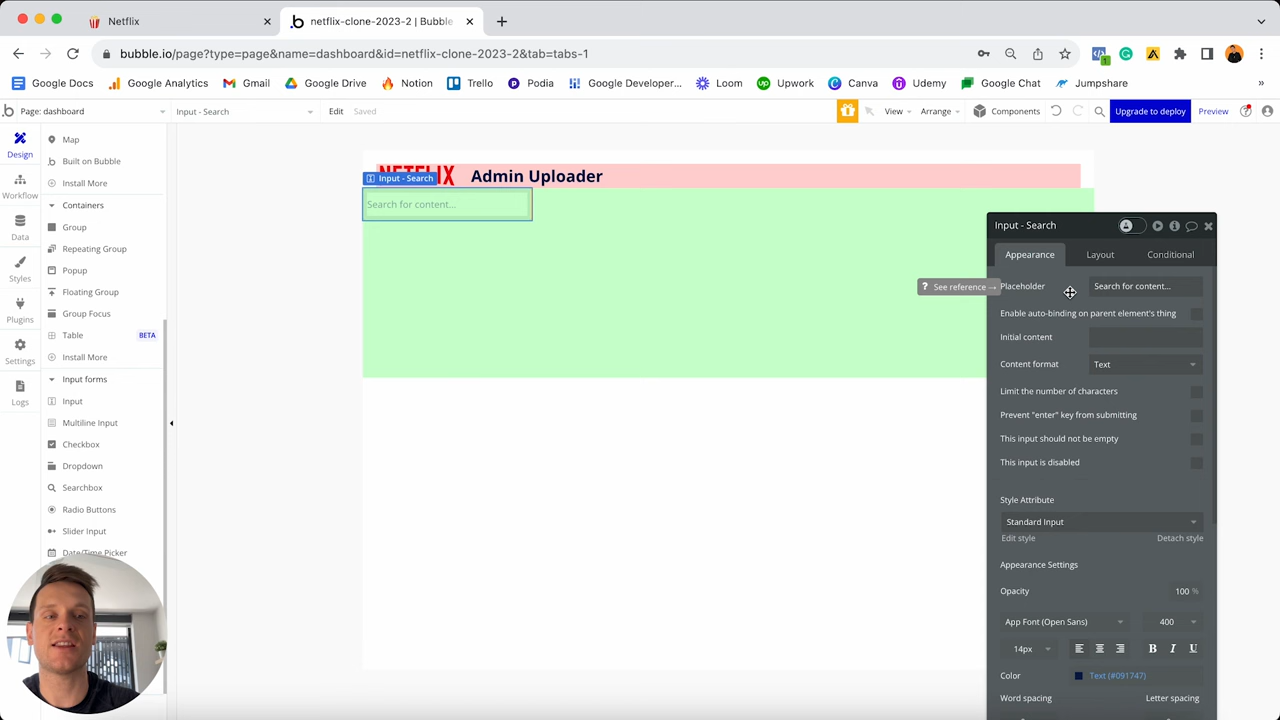 Netflix
netflix-clone-2023-2 | Bubble
bubble.io/page?type=page&name=dashboard&id=netflix-clone-2023-2&tab=tabs-1
Google Docs
Google Analytics
Gmail
Google Drive
Notion
Trello
Podia
Google Developer...
Loom
Upwork
Canva
Udemy
Google Chat
Jumpshare
»
Page: dashboard
Input - Search
Edit
Saved
View
Arrange
Components
Upgrade to deploy
Preview
Design
Workflow
Data
Styles
Plugins
Settings
Logs
Map
Built on Bubble
Install More
Containers
Group
Repeating Group
Popup
Floating Group
Group Focus
Table BETA
Install More
Input forms
Input
Multiline Input
Checkbox
Dropdown
Searchbox
Radio Buttons
Slider Input
Date/Time Picker
NETFLIX Admin Uploader
Input - Search
Search for content...
Input - Search
Appearance
Layout
Conditional
? See reference →
Placeholder
Search for content...
Enable auto-binding on parent element's thing
Initial content
Content format
Text
Limit the number of characters
Prevent "enter" key from submitting
This input should not be empty
This input is disabled
Style Attribute
Standard Input
Edit style
Detach style
Appearance Settings
Opacity
100 %
App Font (Open Sans)
400
14px
B I U
Color
Text (#091747)
Word spacing
Letter spacing